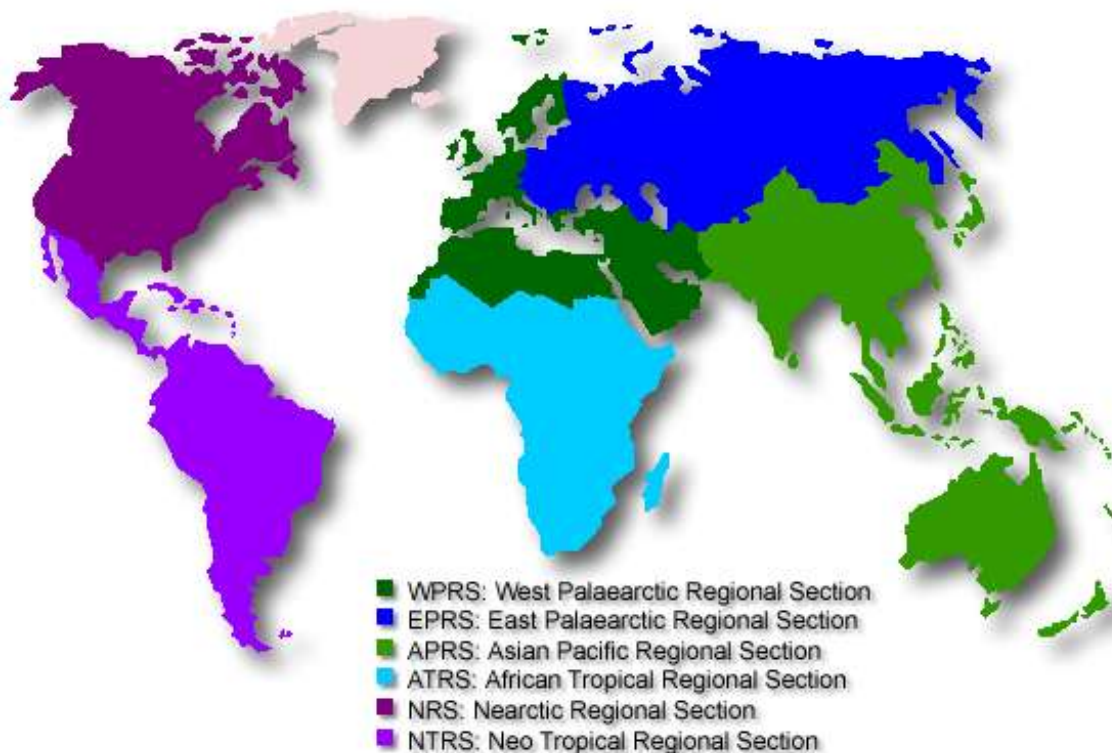 WPRS: West Palaearctic Regional Section
EPRS: East Palaearctic Regional Section
APRS: Asian Pacific Regional Section
ATRS: African Tropical Regional Section
NRS: Nearctic Regional Section
NTRS: Neo Tropical Regional Section